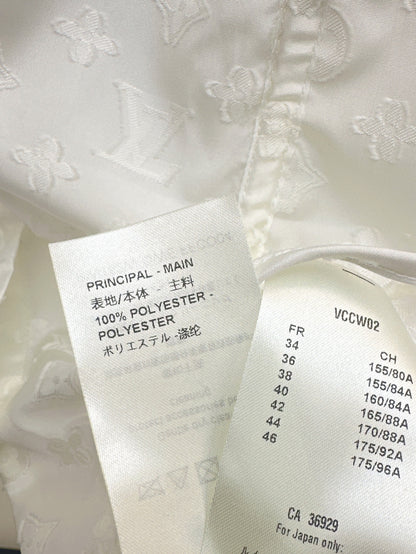 PRINCIPAL - MAIN
表地/本体 - 主料
100% POLYESTER -
POLYESTER
ポリエステル -涤纶
VCCW02
FR CH
34 155/80A
36 155/84A
38 160/84A
40 165/88A
42 170/88A
44 175/92A
46 175/96A
CA 36929
For Japan only: